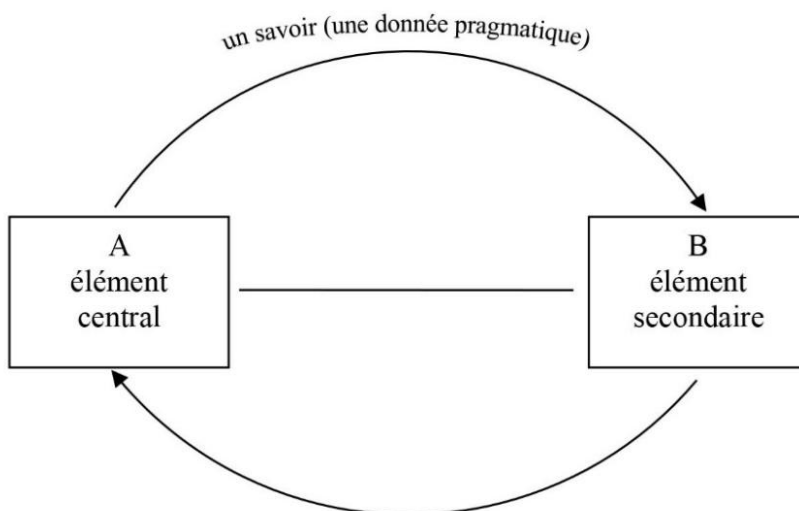 un savoir (une donnée pragmatique)
A
élément
central
B
élément
secondaire